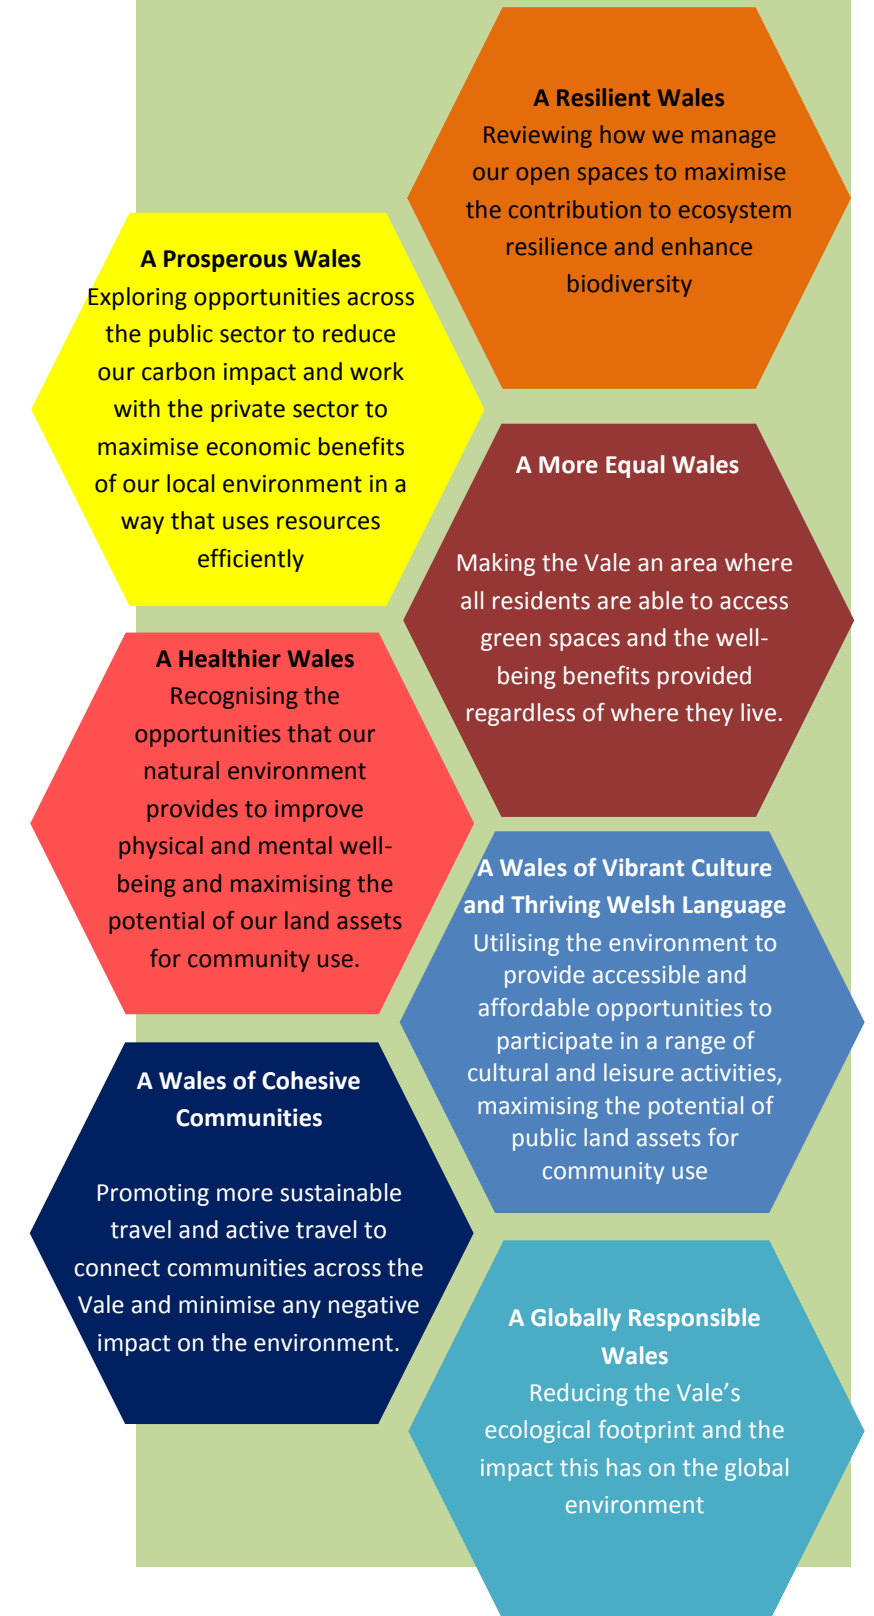 A Resilient Wales
Reviewing how we manage
our open spaces to maximise
the contribution to ecosystem
resilience and enhance
biodiversity
A Prosperous Wales
Exploring opportunities across
the public sector to reduce
our carbon impact and work
with the private sector to
maximise economic benefits
of our local environment in a
way that uses resources
efficiently
A More Equal Wales
Making the Vale an area where
all residents are able to access
green spaces and the well-
being benefits provided
regardless of where they live.
A Healthier Wales
Recognising the
opportunities that our
natural environment
provides to improve
physical and mental well-
being and maximising the
potential of our land assets
for community use.
A Wales of Vibrant Culture
and Thriving Welsh Language
Utilising the environment to
provide accessible and
affordable opportunities to
participate in a range of
cultural and leisure activities,
maximising the potential of
public land assets for
community use
A Wales of Cohesive
Communities
Promoting more sustainable
travel and active travel to
connect communities across the
Vale and minimise any negative
impact on the environment.
A Globally Responsible
Wales
Reducing the Vale’s
ecological footprint and the
impact this has on the global
environment